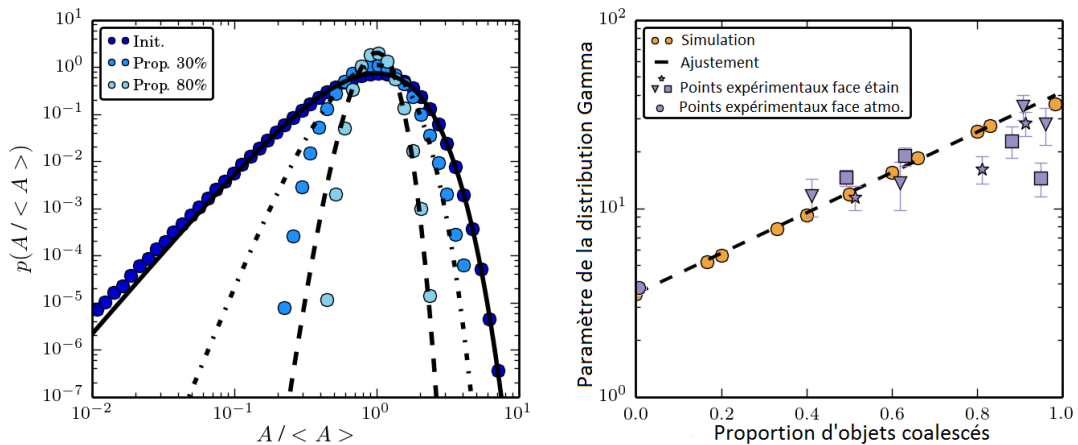 10^1
10^0
10^-1
10^-2
10^-3
10^-4
10^-5
10^-6
10^-7
p(A/<A>)
Init.
Prop. 30%
Prop. 80%
10^-2
10^-1
10^0
10^1
A/<A>
10^2
10^1
10^0
Paramètre de la distribution Gamma
Simulation
Ajustement
Points expérimentaux face étain
Points expérimentaux face atmo.
0.0
0.2
0.4
0.6
0.8
1.0
Proportion d'objets coalescés